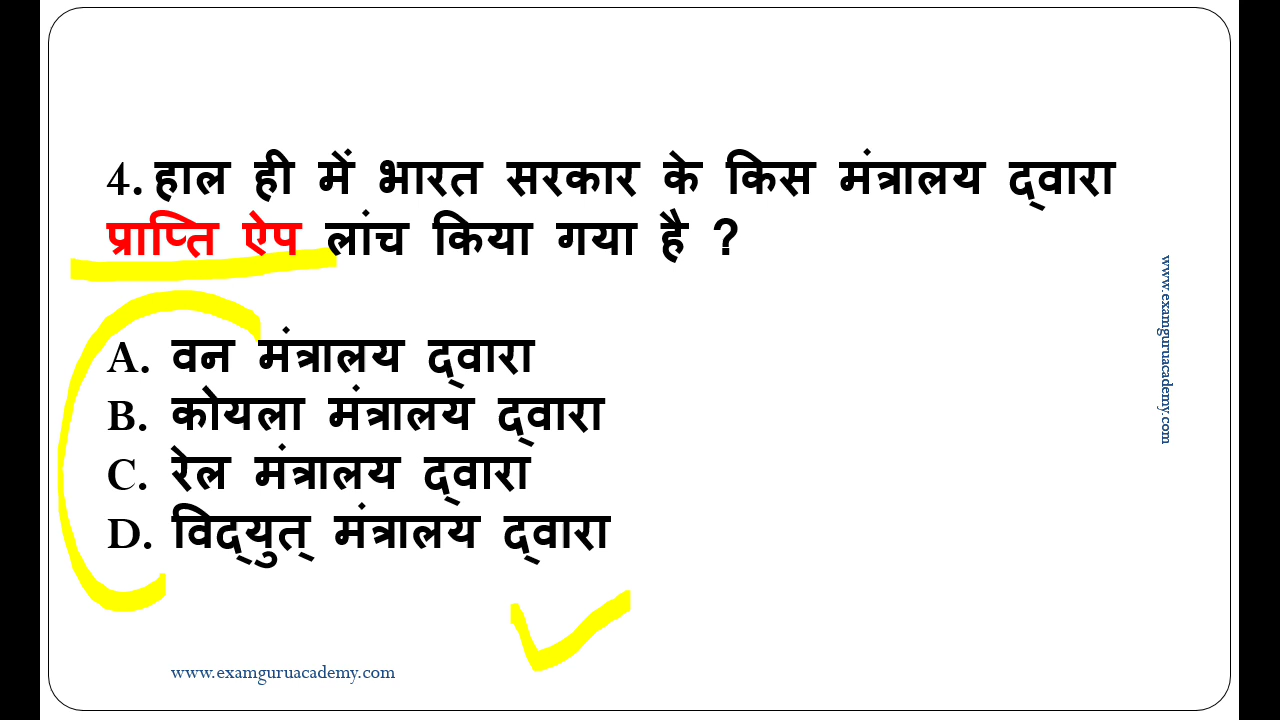 4. हाल ही में भारत सरकार के किस मंत्रालय द्वारा
प्राप्ति ऐप लांच किया गया है ?
A. वन मंत्रालय द्वारा
B. कोयला मंत्रालय द्वारा
C. रेल मंत्रालय द्वारा
D. विद्युत् मंत्रालय द्वारा
www.examguruacademy.com
www.examguruacademy.com